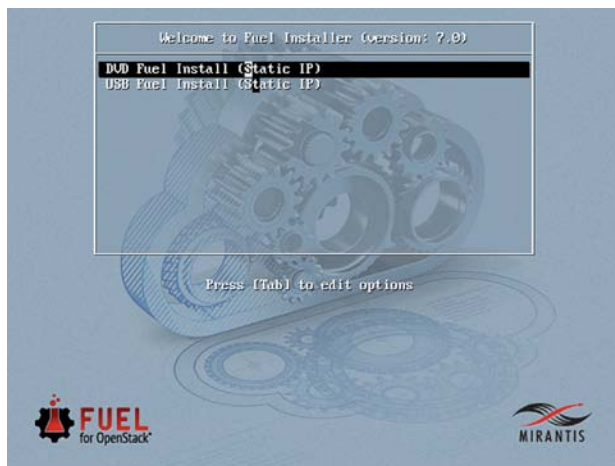 Welcome to Fuel Installer (version: 7.0)
DVD Fuel Install (Static IP)
USB Fuel Install (Static IP)
Press [Tab] to edit options
FUEL
for OpenStack
MIRANTIS